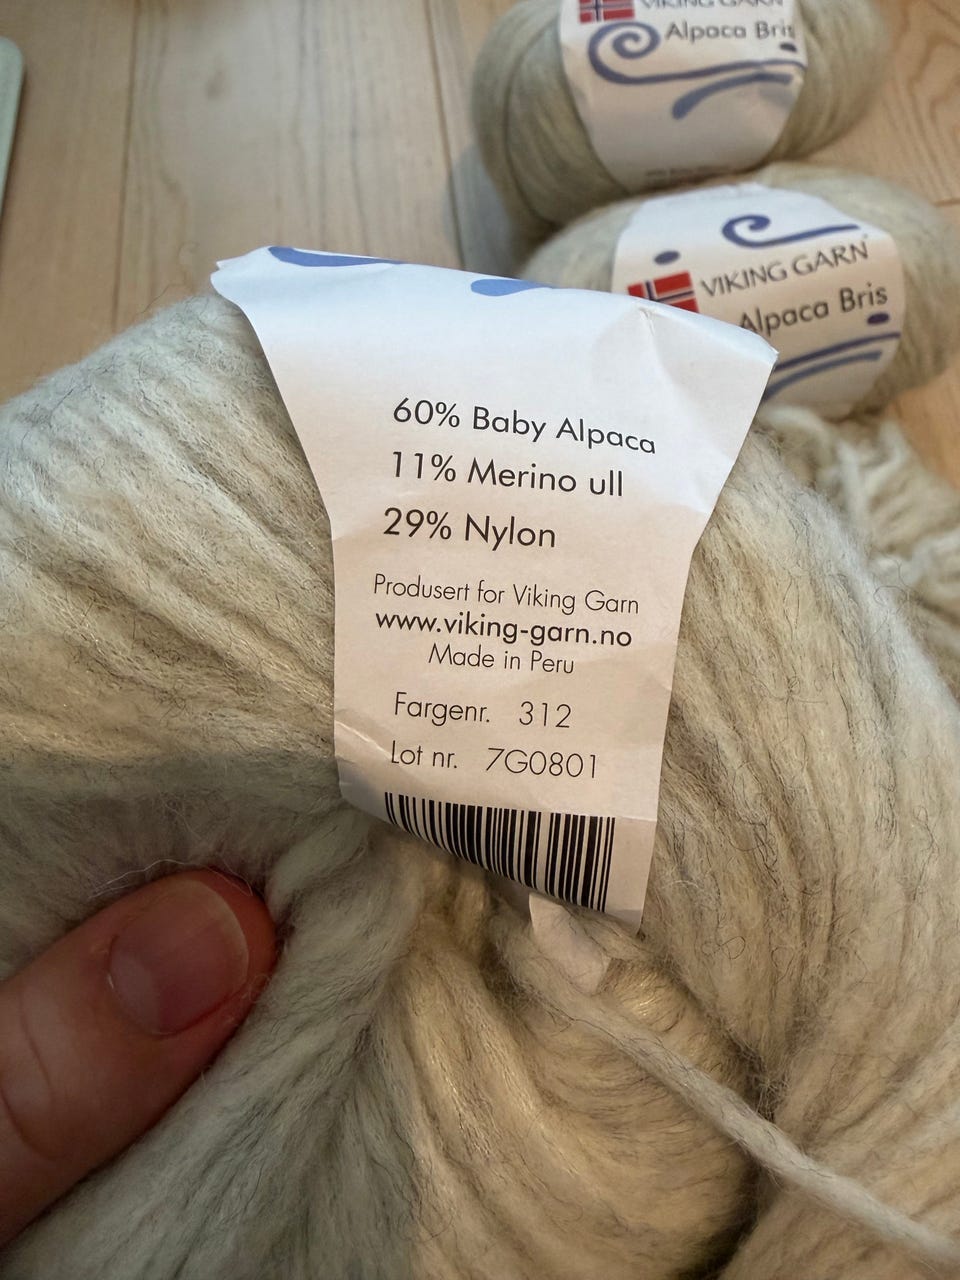 VIKING GARN
Alpaca Bris
VIKING GARN
Alpaca Bris
60% Baby Alpaca
11% Merino ull
29% Nylon
Produsert for Viking Garn
www.viking-garn.no
Made in Peru
Fargenr. 312
Lot nr. 7G0801